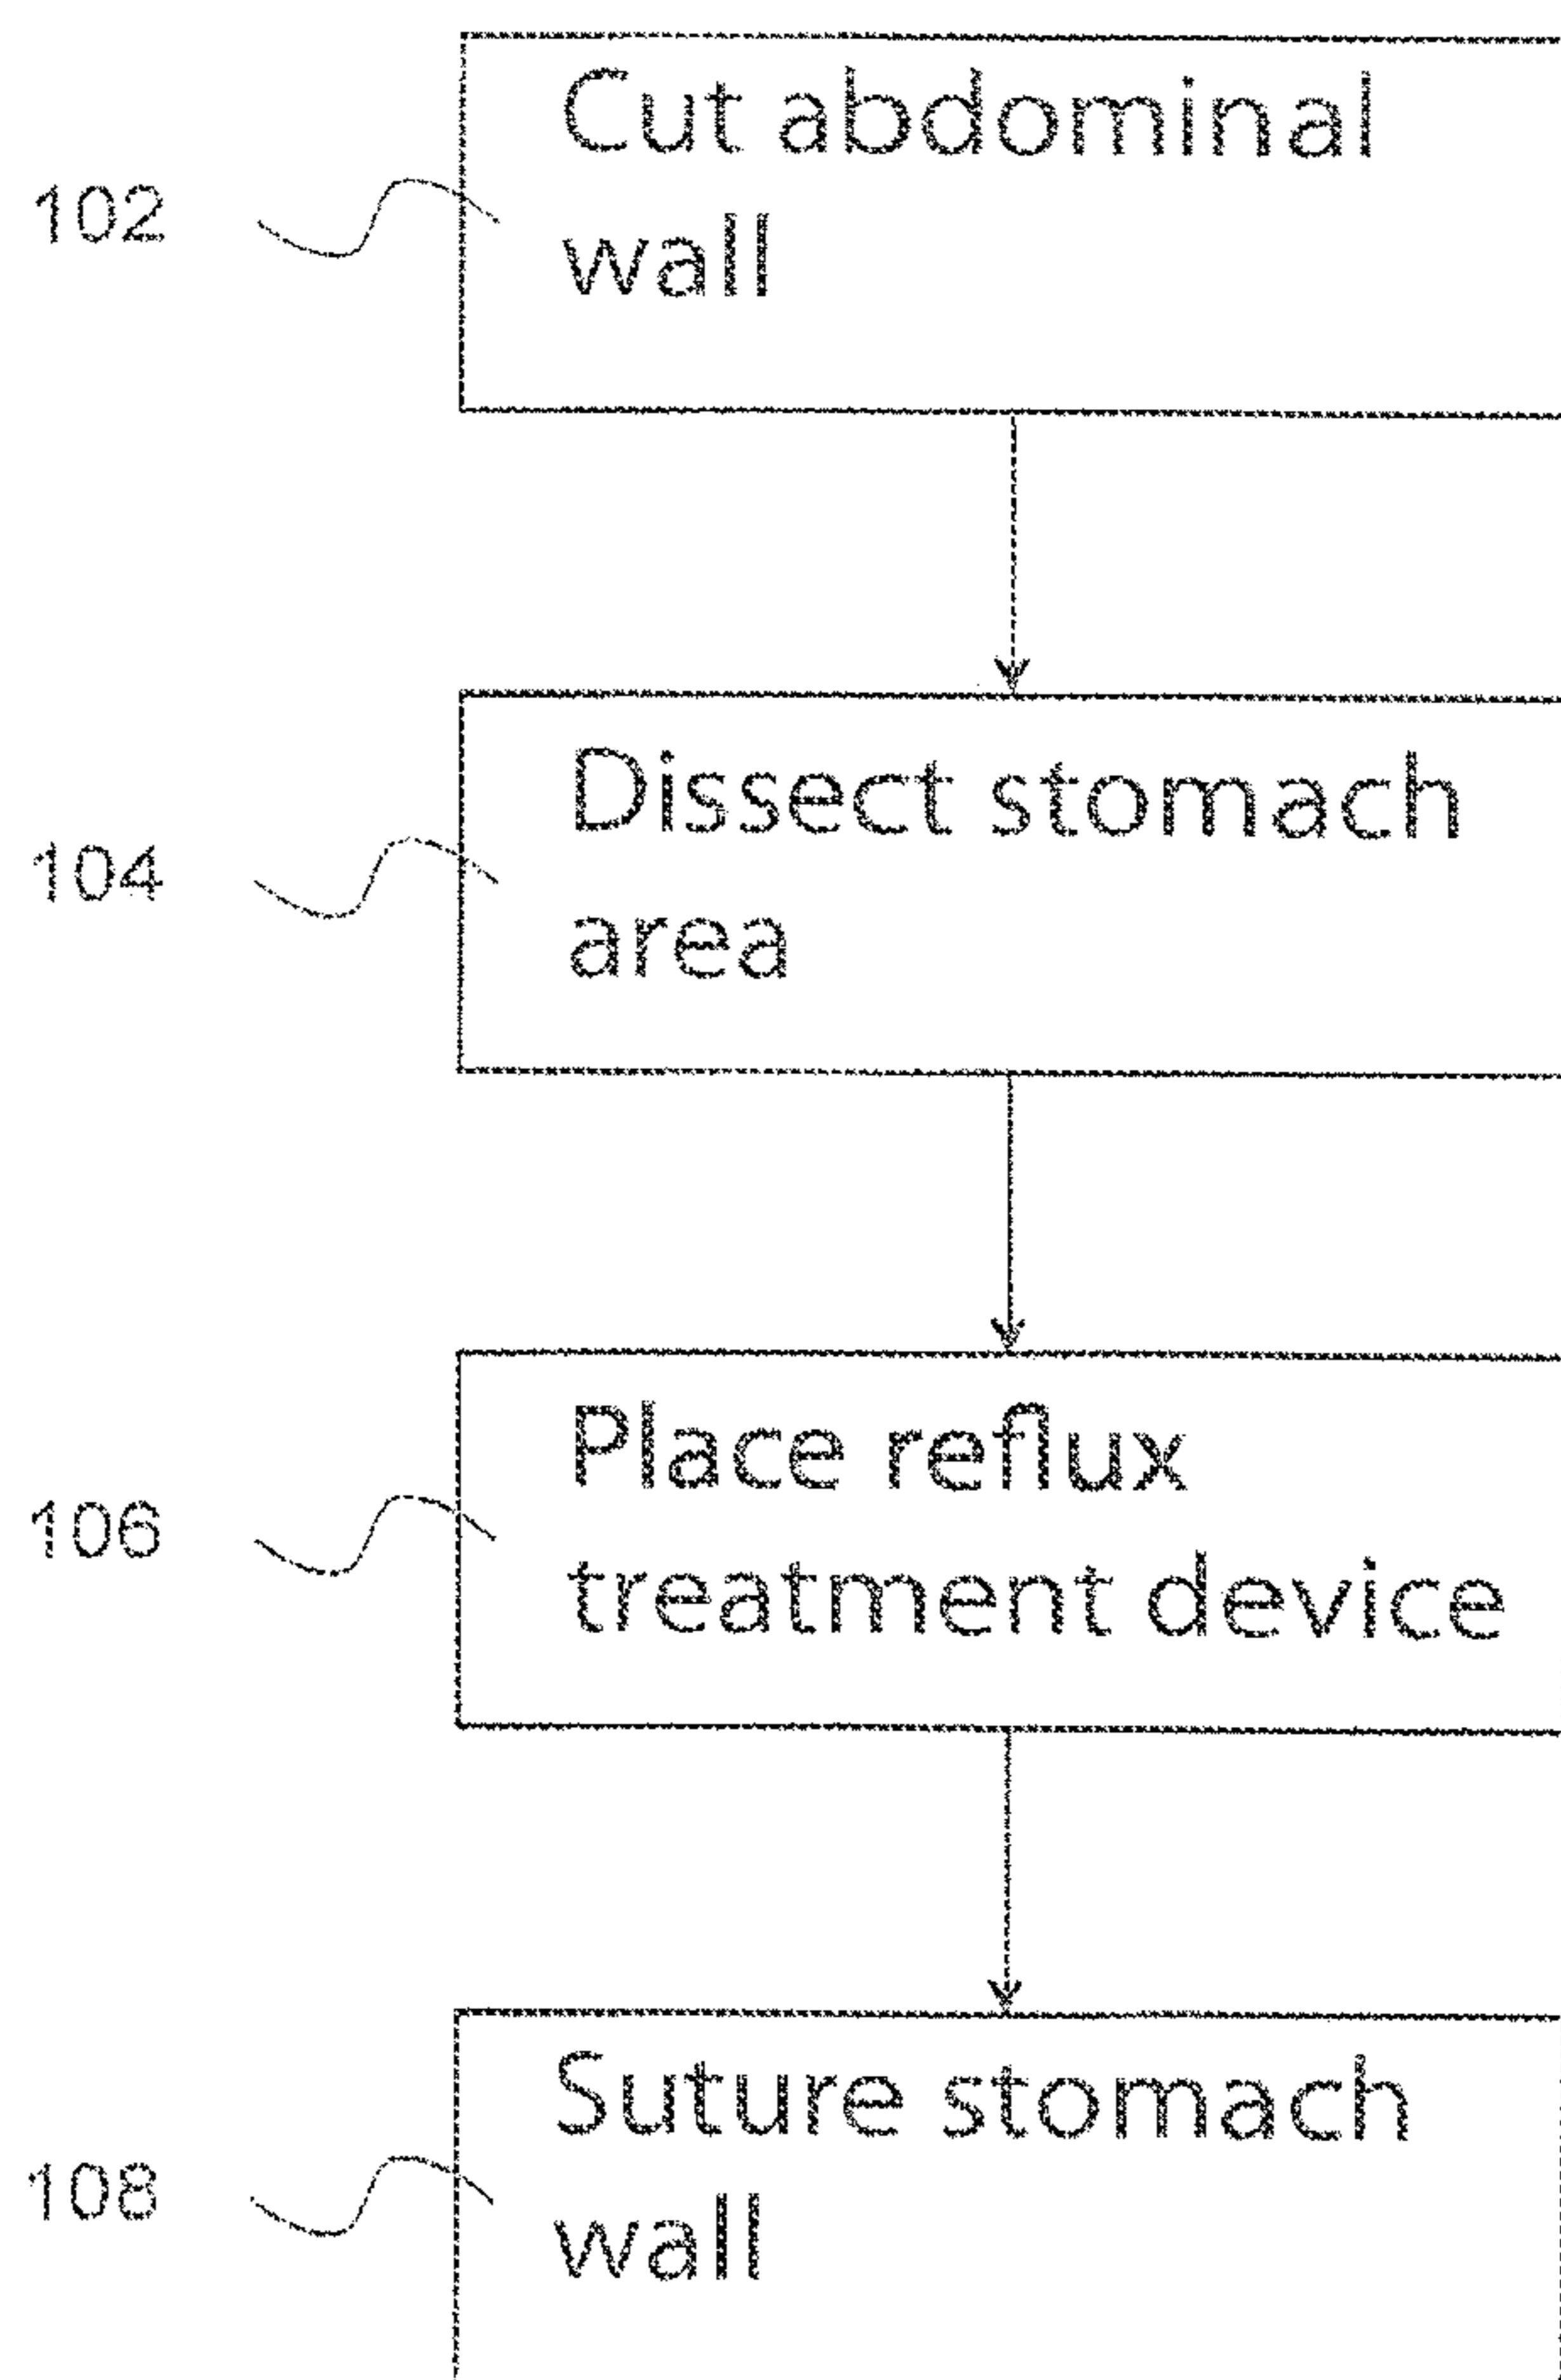 Cut abdominal
102
wall
Dissect stomach
104
area
Place reflux
106
treatment device
Suture stomach
108
wall